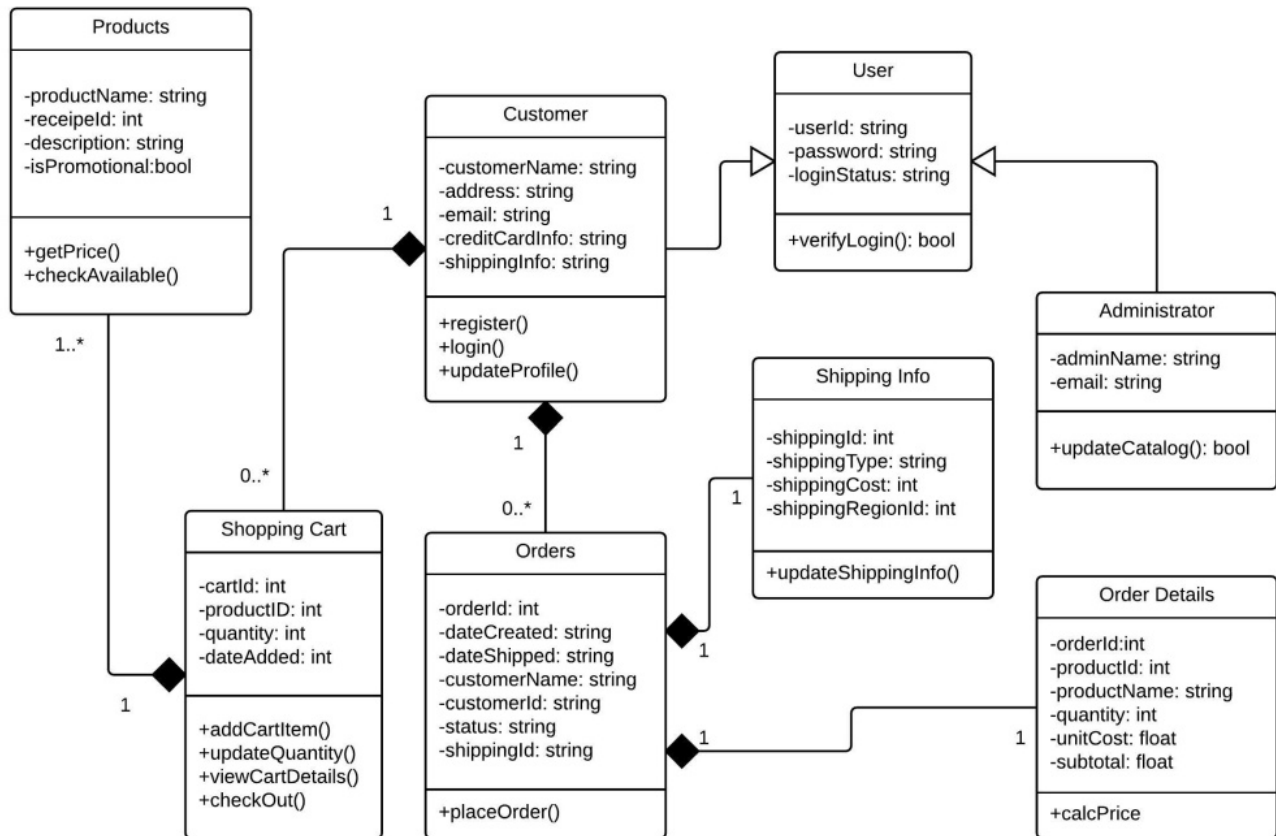 Products
-productName: string
-receipeId: int
-description: string
-isPromotional:bool
+getPrice()
+checkAvailable()
1..*
1
Customer
-customerName: string
-address: string
-email: string
-creditCardInfo: string
-shippingInfo: string
+register()
+login()
+updateProfile()
1
0..*
User
-userId: string
-password: string
-loginStatus: string
+verifyLogin(): bool
Administrator
-adminName: string
-email: string
+updateCatalog(): bool
Shipping Info
-shippingId: int
-shippingType: string
-shippingCost: int
-shippingRegionId: int
+updateShippingInfo()
1
0..*
Shopping Cart
-cartId: int
-productID: int
-quantity: int
-dateAdded: int
+addCartItem()
+updateQuantity()
+viewCartDetails()
+checkOut()
1
Orders
-orderId: int
-dateCreated: string
-dateShipped: string
-customerName: string
-customerId: string
-status: string
-shippingId: string
+placeOrder()
1
1
1
Order Details
-orderId:int
-productId: int
-productName: string
-quantity: int
-unitCost: float
-subtotal: float
+calcPrice